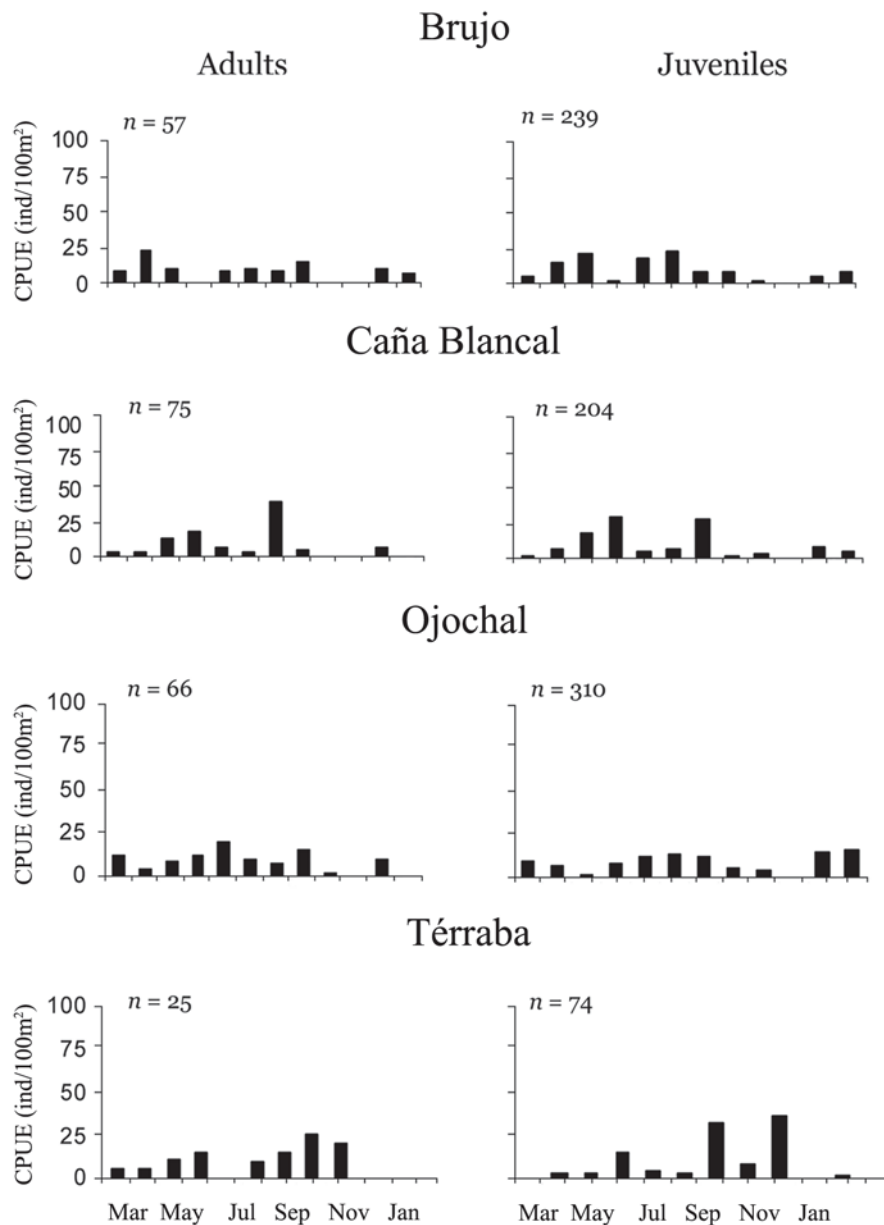 Brujo
Adults Juveniles
n = 57 n = 239
CPUE (ind/100m²)
100
75
50
25
0
Caña Blancal
n = 75 n = 204
CPUE (ind/100m²)
100
75
50
25
0
Ojochal
n = 66 n = 310
CPUE (ind/100m²)
100
75
50
25
0
Térraba
n = 25 n = 74
CPUE (ind/100m²)
100
75
50
25
0
Mar May Jul Sep Nov Jan Mar May Jul Sep Nov Jan